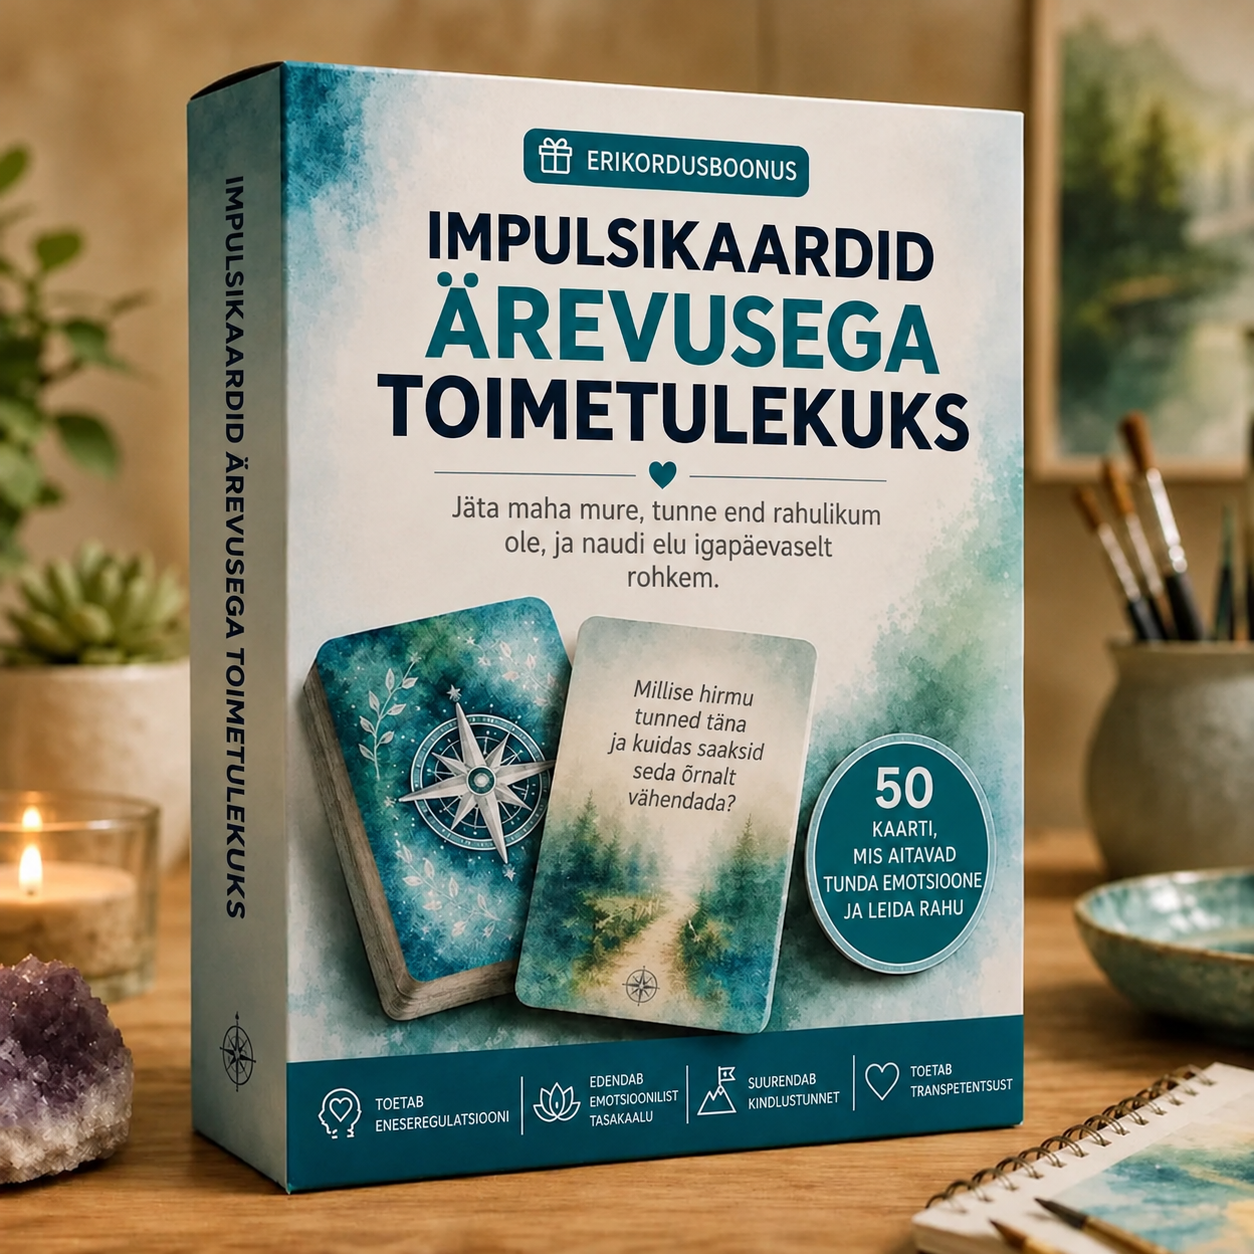 IMPULSIKAARDID ÄREVUSEGA TOIMETULEKUKS
ERIKORDUSBOONUS
IMPULSIKAARDID
ÄREVUSEGA
TOIMETULEKUKS
Jäta maha mure, tunne end rahulikum
ole, ja naudi elu igapäevaselt
rohkem.
Millise hirmu
tunned täna
ja kuidas saaksid
seda õrnalt
vähendada?
50
KAARTI,
MIS AITAVAD
TUNDA EMOTSIOONE
JA LEIDA RAHU
TOETAB
ENESEREGULATSIOONI
EDENDAB
EMOTSIOONILIST
TASAKAALU
SUURENDAB
KINDLUSTUNNET
TOETAB
TRANSPETENTSUST